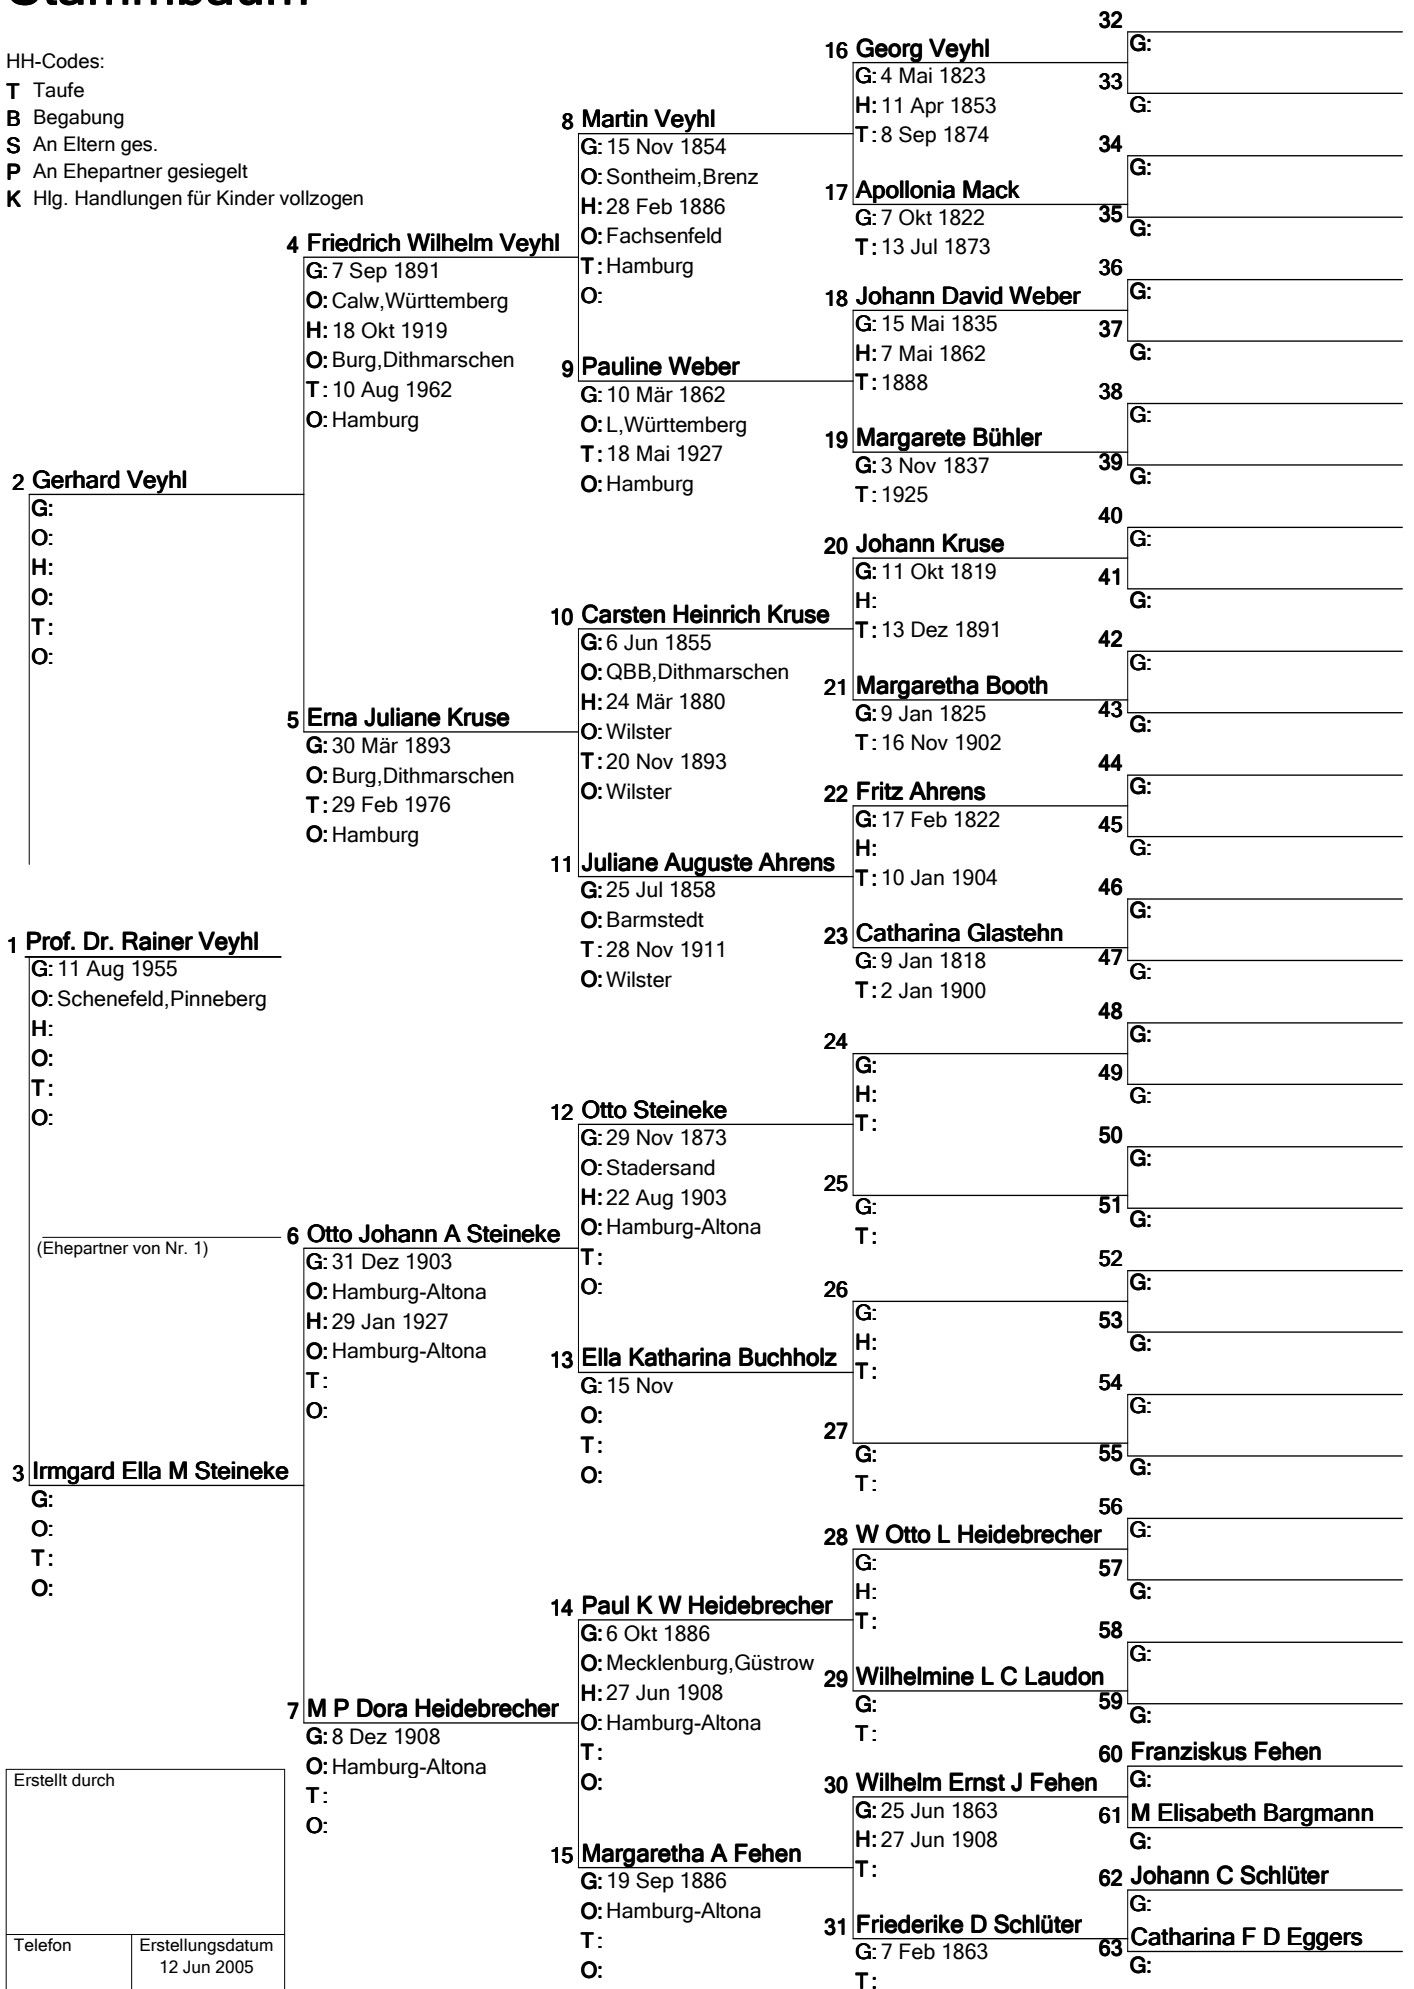 HH-Codes:
T Taufe
B Begabung
S An Eltern ges.
P An Ehepartner gesiegelt
K Hlg. Handlungen für Kinder vollzogen
1 Prof. Dr. Rainer Veyhl
G: 11 Aug 1955
O: Schenefeld,Pinneberg
H:
O:
T:
O:
(Ehepartner von Nr. 1)
2 Gerhard Veyhl
G:
O:
H:
O:
T:
O:
3 Irmgard Ella M Steineke
G:
O:
T:
O:
4 Friedrich Wilhelm Veyhl
G: 7 Sep 1891
O: Calw,Württemberg
H: 18 Okt 1919
O: Burg,Dithmarschen
T: 10 Aug 1962
O: Hamburg
5 Erna Juliane Kruse
G: 30 Mär 1893
O: Burg,Dithmarschen
T: 29 Feb 1976
O: Hamburg
6 Otto Johann A Steineke
G: 31 Dez 1903
O: Hamburg-Altona
H: 29 Jan 1927
O: Hamburg-Altona
T:
O:
7 M P Dora Heidebrecher
G: 8 Dez 1908
O: Hamburg-Altona
T:
O:
8 Martin Veyhl
G: 15 Nov 1854
O: Sontheim,Brenz
H: 28 Feb 1886
O: Fachsenfeld
T: Hamburg
O:
9 Pauline Weber
G: 10 Mär 1862
O: L,Württemberg
T: 18 Mai 1927
O: Hamburg
10 Carsten Heinrich Kruse
G: 6 Jun 1855
O: QBB,Dithmarschen
H: 24 Mär 1880
O: Wilster
T: 20 Nov 1893
O: Wilster
11 Juliane Auguste Ahrens
G: 25 Jul 1858
O: Barmstedt
T: 28 Nov 1911
O: Wilster
12 Otto Steineke
G: 29 Nov 1873
O: Stadersand
H: 22 Aug 1903
O: Hamburg-Altona
T:
O:
13 Ella Katharina Buchholz
G: 15 Nov
O:
T:
O:
14 Paul K W Heidebrecher
G: 6 Okt 1886
O: Mecklenburg,Güstrow
H: 27 Jun 1908
O: Hamburg-Altona
T:
O:
15 Margaretha A Fehen
G: 19 Sep 1886
O: Hamburg-Altona
T:
O:
16 Georg Veyhl
G: 4 Mai 1823
H: 11 Apr 1853
T: 8 Sep 1874
17 Apollonia Mack
G: 7 Okt 1822
T: 13 Jul 1873
18 Johann David Weber
G: 15 Mai 1835
H: 7 Mai 1862
T: 1888
19 Margarete Bühler
G: 3 Nov 1837
T: 1925
20 Johann Kruse
G: 11 Okt 1819
H:
T: 13 Dez 1891
21 Margaretha Booth
G: 9 Jan 1825
T: 16 Nov 1902
22 Fritz Ahrens
G: 17 Feb 1822
H:
T: 10 Jan 1904
23 Catharina Glastehn
G: 9 Jan 1818
T: 2 Jan 1900
24
G:
H:
T:
25
G:
T:
26
G:
H:
T:
27
G:
T:
28 W Otto L Heidebrecher
G:
H:
T:
29 Wilhelmine L C Laudon
G:
T:
30 Wilhelm Ernst J Fehen
G: 25 Jun 1863
H: 27 Jun 1908
T:
31 Friederike D Schlüter
G: 7 Feb 1863
T:
32
G:
33
G:
34
G:
35
G:
36
G:
37
G:
38
G:
39
G:
40
G:
41
G:
42
G:
43
G:
44
G:
45
G:
46
G:
47
G:
48
G:
49
G:
50
G:
51
G:
52
G:
53
G:
54
G:
55
G:
56
G:
57
G:
58
G:
59
G:
60 Franziskus Fehen
G:
61 M Elisabeth Bargmann
G:
62 Johann C Schlüter
G:
63 Catharina F D Eggers
G:
Erstellt durch
Telefon
Erstellungsdatum
12 Jun 2005